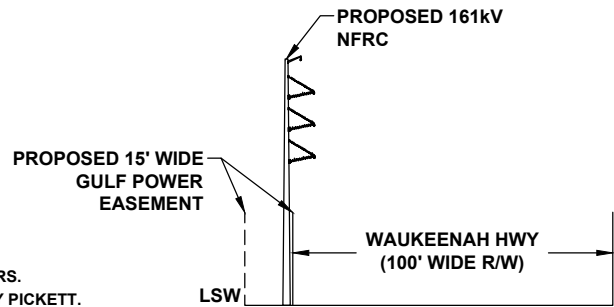 PROPOSED 161kV
NFRC
PROPOSED 15' WIDE
GULF POWER
EASEMENT
WAUKEENAH HWY
(100' WIDE R/W)
RS.
Y PICKETT.
LSW